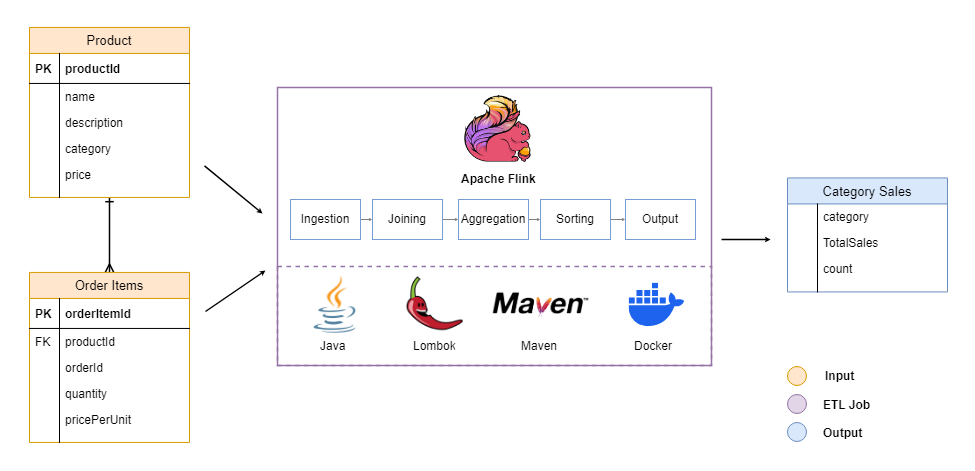 Product
PK productId
name
description
category
price
Order Items
PK orderItemId
FK productId
orderId
quantity
pricePerUnit
Apache Flink
Ingestion Joining Aggregation Sorting Output
Maven™
Java Lombok Maven Docker
Category Sales
category
TotalSales
count
Input
ETL Job
Output